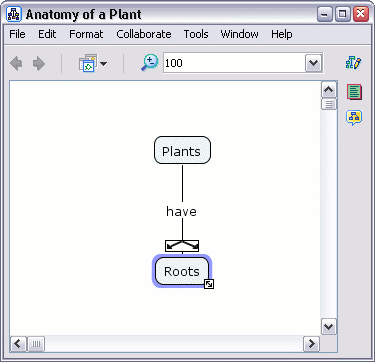 Anatomy of a Plant
File Edit Format Collaborate Tools Window Help
100
Plants
have
Roots